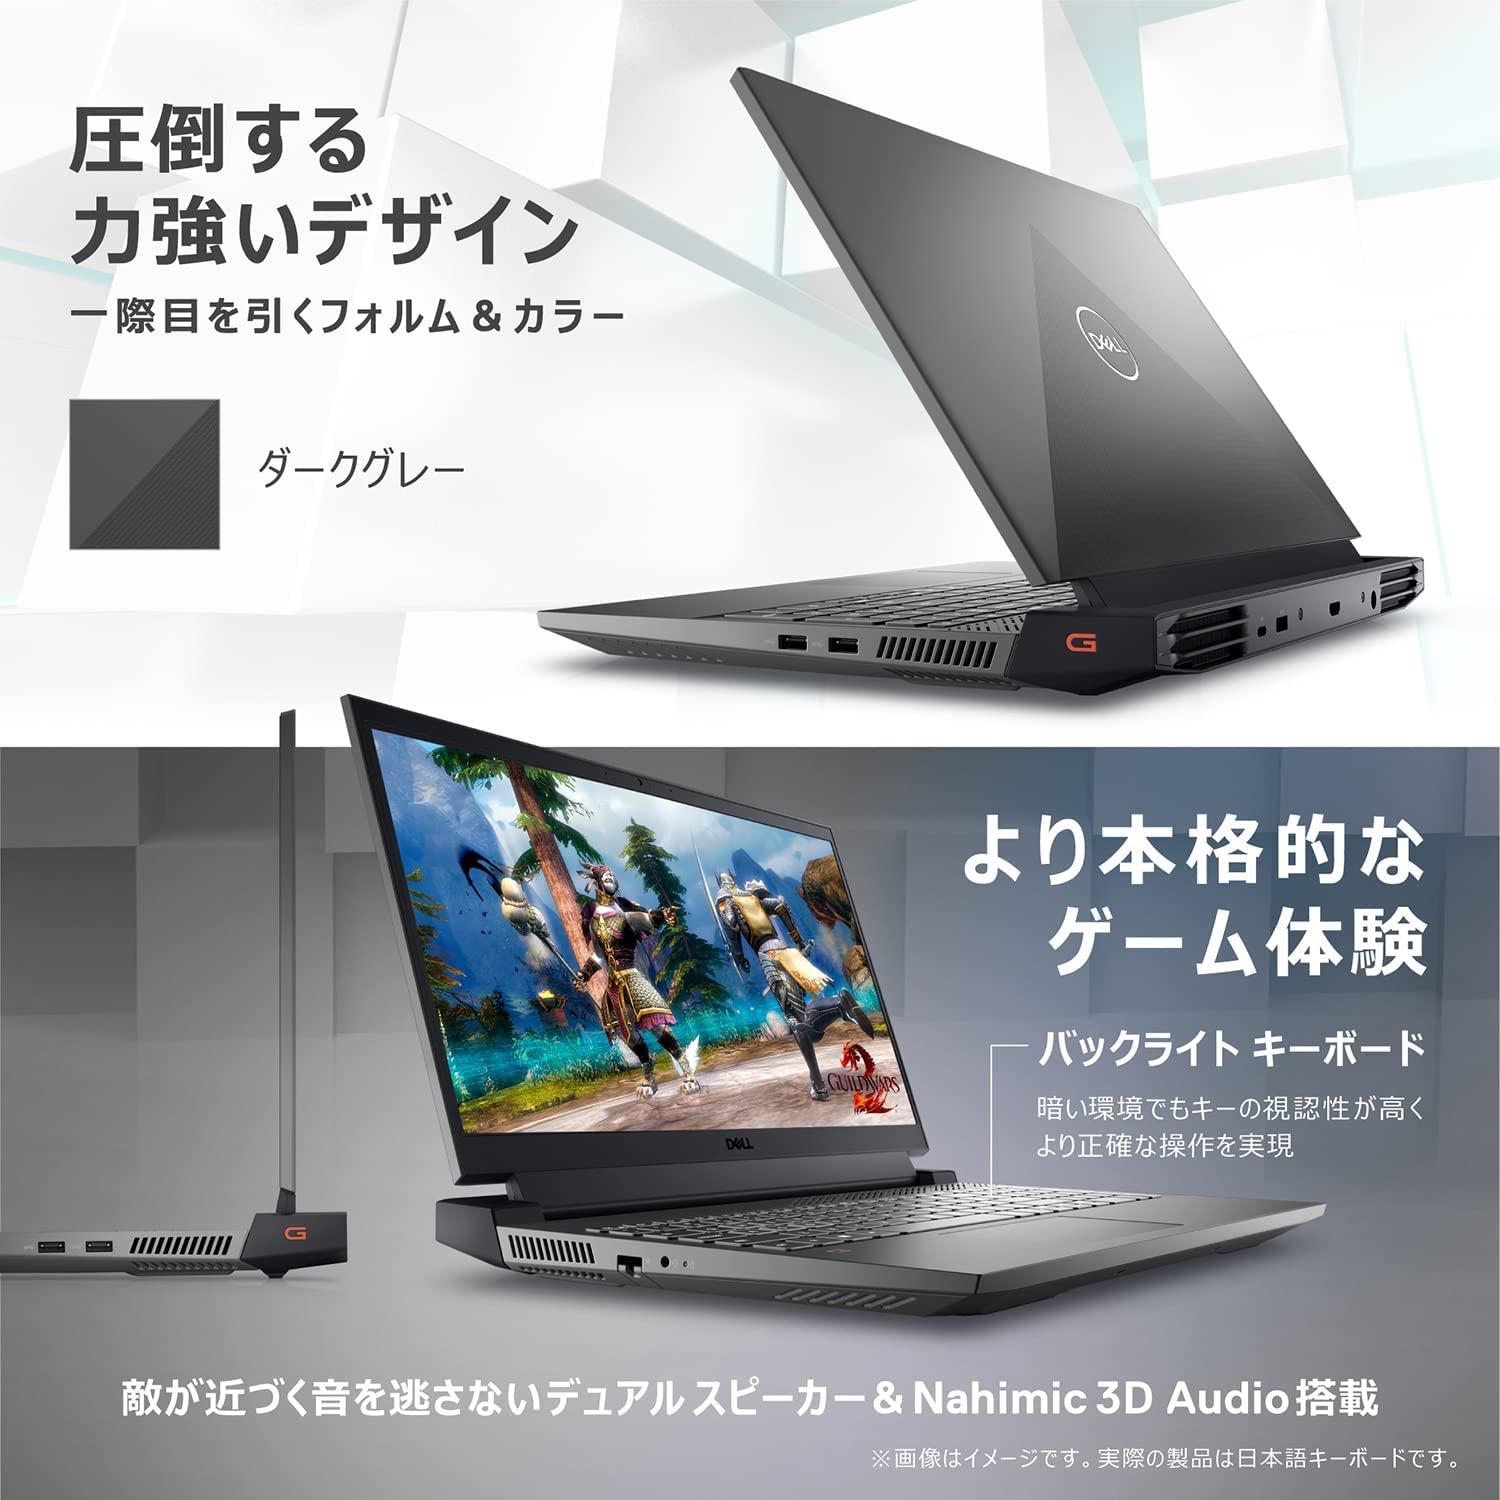 圧倒する
力強いデザイン
一際目を引くフォルム & カラー
ダークグレー
DELL
G
より本格的な
ゲーム体験
バックライト キーボード
暗い環境でもキーの視認性が高く
より正確な操作を実現
GUILD WARS
2
DELL
G
敵が近づく音を逃さないデュアル スピーカー & Nahimic 3D Audio 搭載
※画像はイメージです。実際の製品は日本語キーボードです。